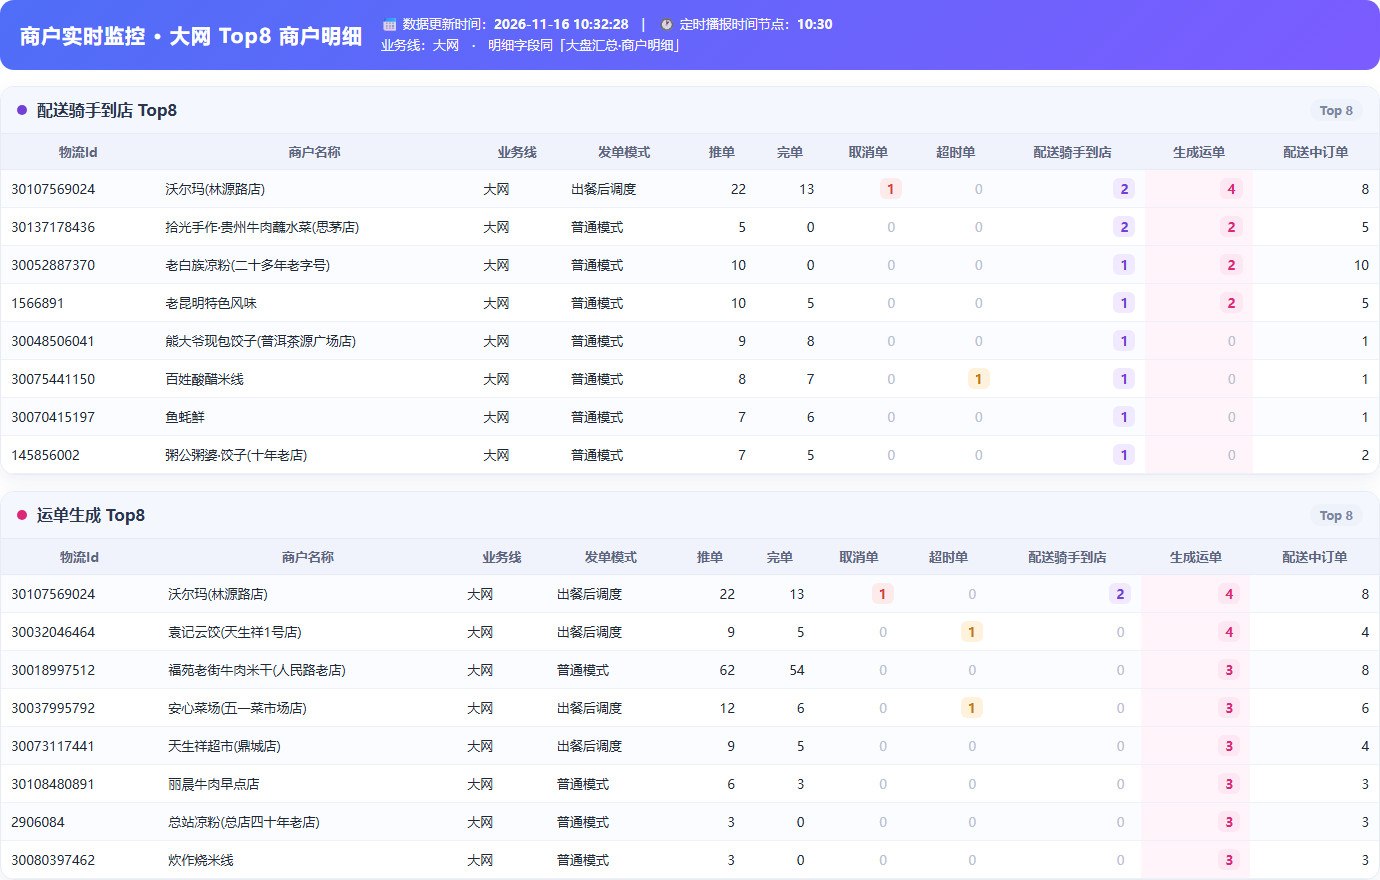 商户实时监控 • 大网 Top8 商户明细
数据更新时间：2026-11-16 10:32:28 | 定时播报时间节点：10:30
业务线：大网 · 明细字段同「大盘汇总·商户明细」
配送骑手到店 Top8 Top 8
物流Id 商户名称 业务线 发单模式 推单 完单 取消单 超时单 配送骑手到店 生成运单 配送中订单
30107569024 沃尔玛(林源路店) 大网 出餐后调度 22 13 1 0 2 4 8
30137178436 拾光手作·贵州牛肉蘸水菜(思茅店) 大网 普通模式 5 0 0 0 2 2 5
30052887370 老白族凉粉(二十多年老字号) 大网 普通模式 10 0 0 0 1 2 10
1566891 老昆明特色风味 大网 普通模式 10 5 0 0 1 2 5
30048506041 熊大爷现包饺子(普洱茶源广场店) 大网 普通模式 9 8 0 0 1 0 1
30075441150 百姓酸醋米线 大网 普通模式 8 7 0 1 1 0 1
30070415197 鱼蚝鲜 大网 普通模式 7 6 0 0 1 0 1
145856002 粥公粥婆·饺子(十年老店) 大网 普通模式 7 5 0 0 1 0 2
运单生成 Top8 Top 8
物流Id 商户名称 业务线 发单模式 推单 完单 取消单 超时单 配送骑手到店 生成运单 配送中订单
30107569024 沃尔玛(林源路店) 大网 出餐后调度 22 13 1 0 2 4 8
30032046464 袁记云饺(天生祥1号店) 大网 出餐后调度 9 5 0 1 0 4 4
30018997512 福苑老街牛肉米干(人民路老店) 大网 普通模式 62 54 0 0 0 3 8
30037995792 安心菜场(五一菜市场店) 大网 出餐后调度 12 6 0 1 0 3 6
30073117441 天生祥超市(鼎城店) 大网 出餐后调度 9 5 0 0 0 3 4
30108480891 丽晨牛肉早点店 大网 普通模式 6 3 0 0 0 3 3
2906084 总站凉粉(总店四十年老店) 大网 普通模式 3 0 0 0 0 3 3
30080397462 炊作烧米线 大网 普通模式 3 0 0 0 0 3 3